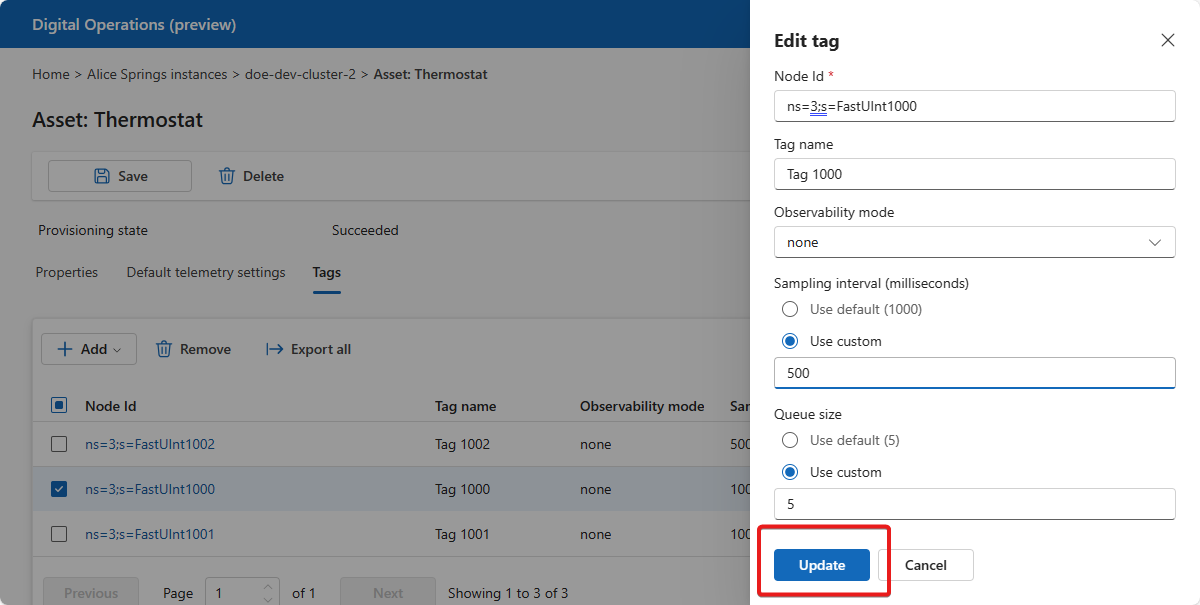 Digital Operations (preview)
Home > Alice Springs instances > doe-dev-cluster-2 > Asset: Thermostat
Asset: Thermostat
Save Delete
Provisioning state Succeeded
Properties Default telemetry settings Tags
Add Remove Export all
Node Id Tag name Observability mode Sar
ns=3;s=FastUInt1002 Tag 1002 none 500
ns=3;s=FastUInt1000 Tag 1000 none 100
ns=3;s=FastUInt1001 Tag 1001 none 100
Previous Page 1 of 1 Next Showing 1 to 3 of 3
Edit tag
Node Id *
ns=3;s=FastUInt1000
Tag name
Tag 1000
Observability mode
none
Sampling interval (milliseconds)
Use default (1000)
Use custom
500
Queue size
Use default (5)
Use custom
5
Update Cancel